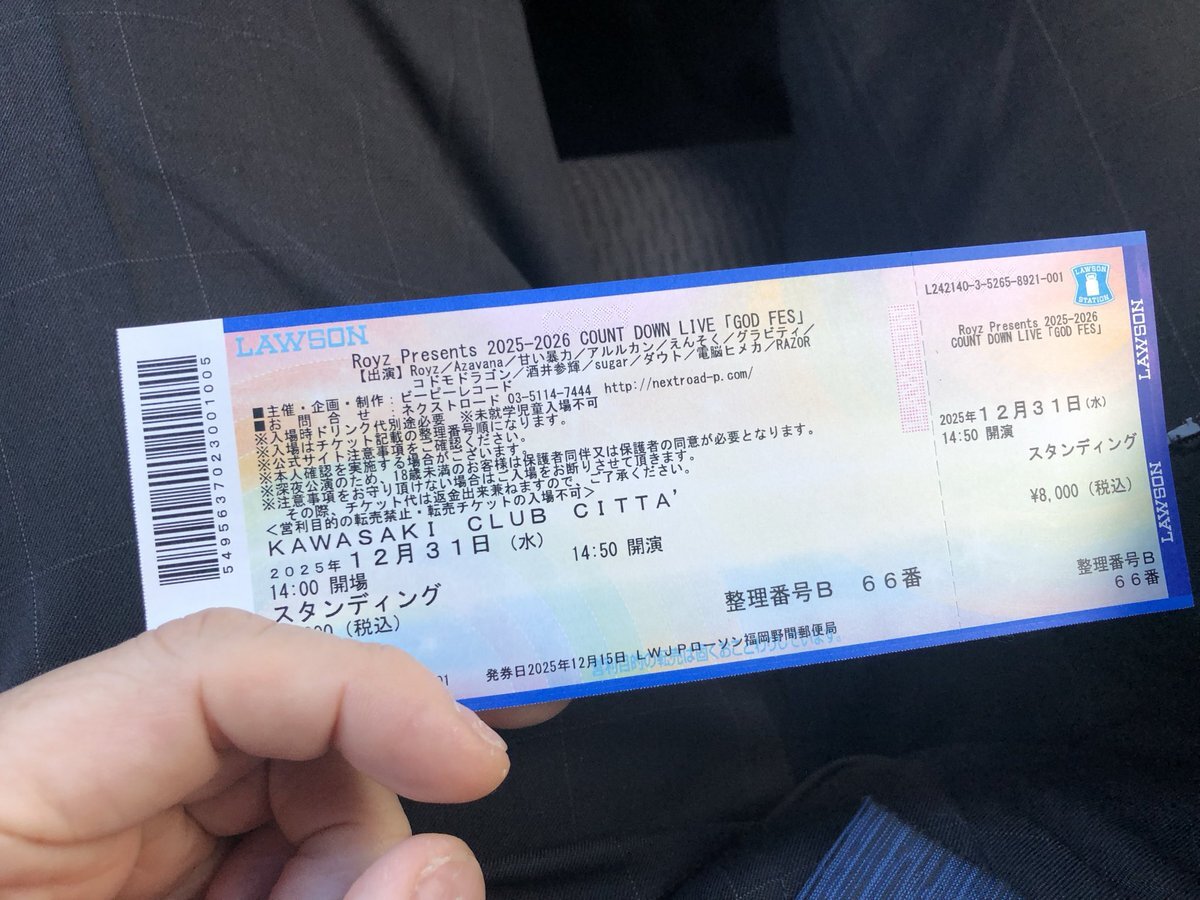 LAWSON
5495637023001005
Royz Presents 2025-2026 COUNT DOWN LIVE「GOD FES」
【出演】Royz／Azavana／甘い暴力／アルルカン／えんそく／グラビティ／
コドモドラゴン／酒井参輝／sugar／ダウト／電脳ヒメカ／RAZOR
■主催・企画・制作：ビーピーレコード
■お 問 合 せ：ネクストロード 03-5114-7444 http://nextroad-p.com/
※入場時ドリンク代別途必要 ※未就学児童入場不可
※入場はチケット記載の整理番号順になります。
※公式サイト注意事項をご確認ください。
※本人確認を実施する場合がございます。
※深夜公演のため、18歳未満のお客様は保護者同伴又は保護者の同意が必要となります。
※注意事項をお守り頂けない場合はご入場をお断りさせて頂きます。
その際、チケット代は返金出来兼ねますので、ご了承ください。
＜営利目的の転売禁止・転売チケットの入場不可＞
KAWASAKI CLUB CITTA'
2025年12月31日（水）
14:00 開場 14:50 開演
スタンディング
00（税込）
整理番号B 66番
発券日2025年12月15日 LWJPローソン福岡野間郵便局
01
L242140-3-5265-8921-001
LAWSON
STATION
Royz Presents 2025-2026
COUNT DOWN LIVE「GOD FES」
2025年12月31日（水）
14:50 開演
スタンディング
¥8,000（税込）
整理番号B
66番
LAWSON
LAWSON